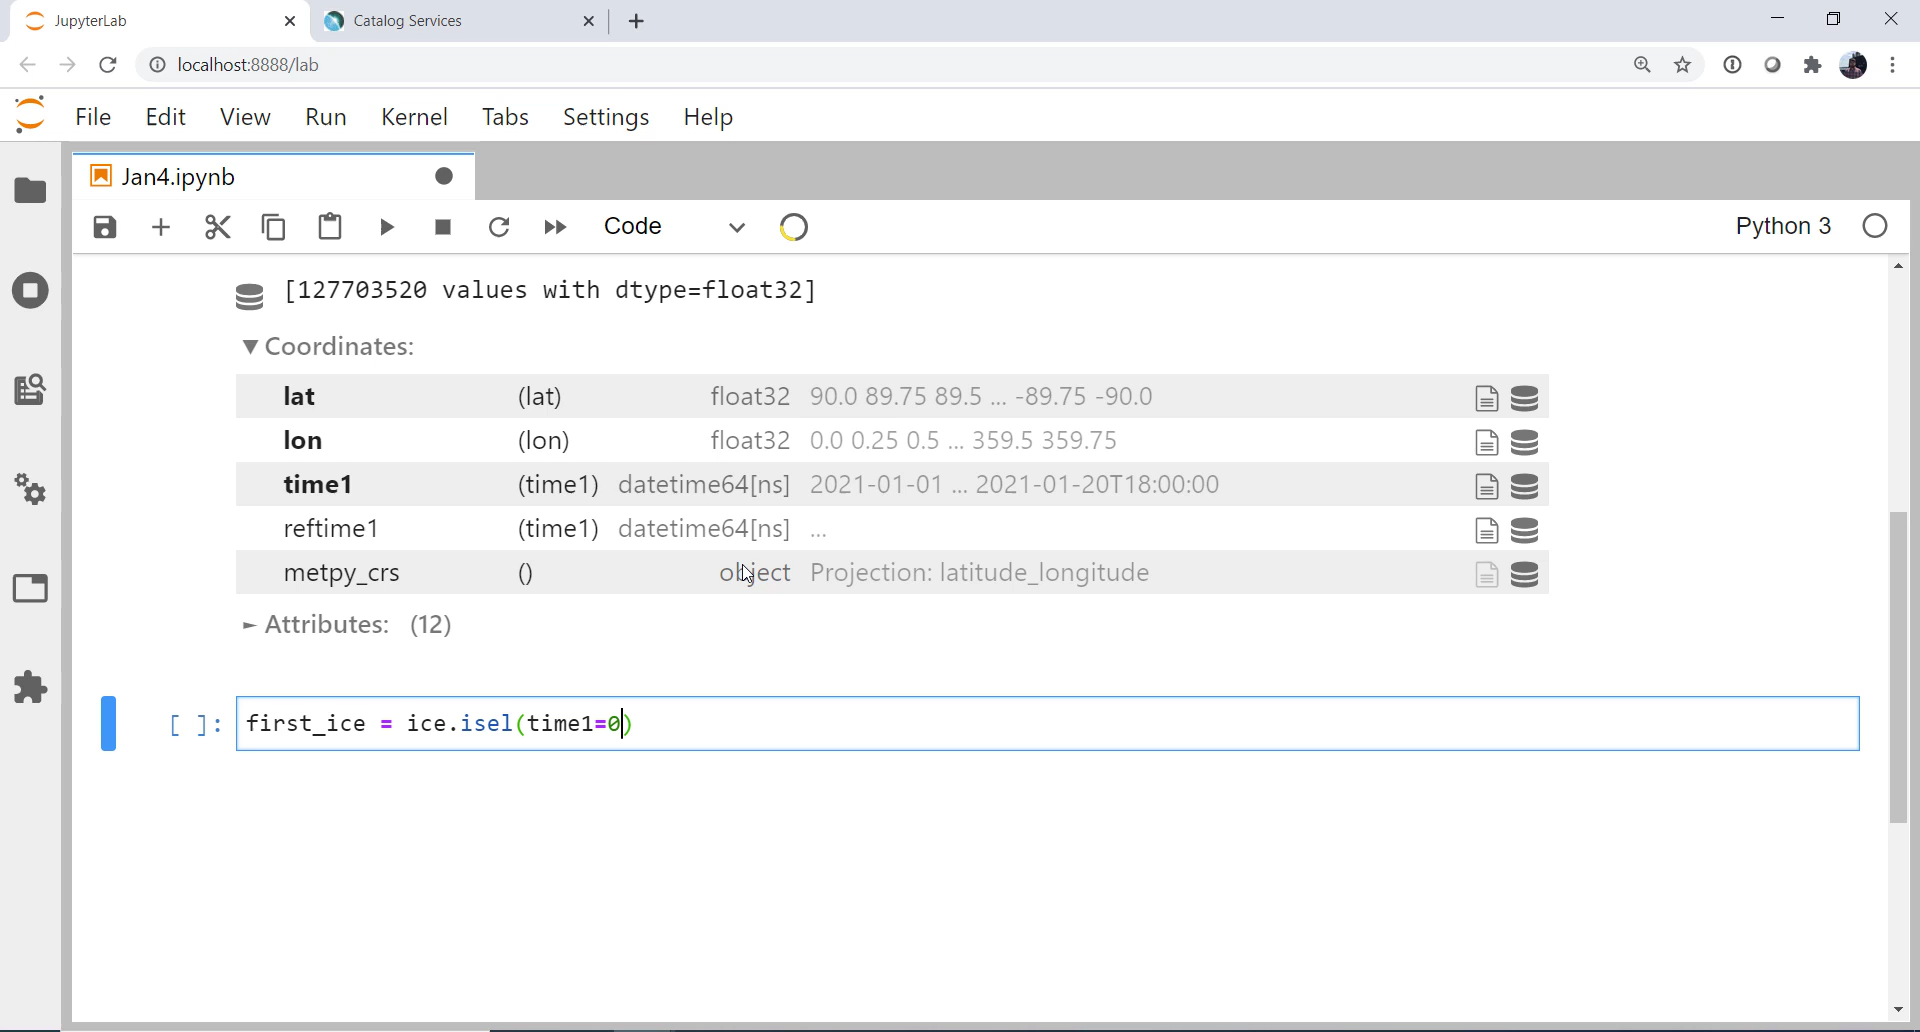 JupyterLab
Catalog Services
localhost:8888/lab
File Edit View Run Kernel Tabs Settings Help
Jan4.ipynb
Code
Python 3
[127703520 values with dtype=float32]
▼ Coordinates:
lat (lat) float32 90.0 89.75 89.5 ... -89.75 -90.0
lon (lon) float32 0.0 0.25 0.5 ... 359.5 359.75
time1 (time1) datetime64[ns] 2021-01-01 ... 2021-01-20T18:00:00
reftime1 (time1) datetime64[ns] ...
metpy_crs () object Projection: latitude_longitude
► Attributes: (12)
[ ]: first_ice = ice.isel(time1=0)